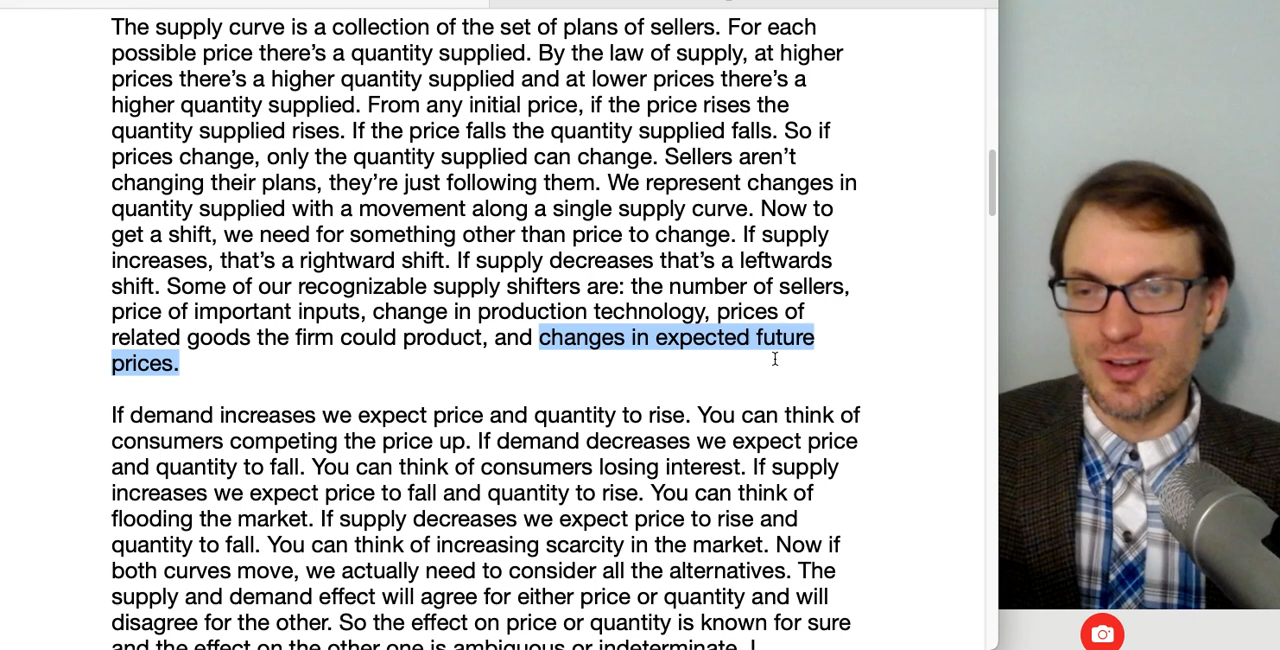 The supply curve is a collection of the set of plans of sellers. For each
possible price there’s a quantity supplied. By the law of supply, at higher
prices there’s a higher quantity supplied and at lower prices there’s a
higher quantity supplied. From any initial price, if the price rises the
quantity supplied rises. If the price falls the quantity supplied falls. So if
prices change, only the quantity supplied can change. Sellers aren’t
changing their plans, they’re just following them. We represent changes in
quantity supplied with a movement along a single supply curve. Now to
get a shift, we need for something other than price to change. If supply
increases, that’s a rightward shift. If supply decreases that’s a leftwards
shift. Some of our recognizable supply shifters are: the number of sellers,
price of important inputs, change in production technology, prices of
related goods the firm could product, and changes in expected future
prices.
If demand increases we expect price and quantity to rise. You can think of
consumers competing the price up. If demand decreases we expect price
and quantity to fall. You can think of consumers losing interest. If supply
increases we expect price to fall and quantity to rise. You can think of
flooding the market. If supply decreases we expect price to rise and
quantity to fall. You can think of increasing scarcity in the market. Now if
both curves move, we actually need to consider all the alternatives. The
supply and demand effect will agree for either price or quantity and will
disagree for the other. So the effect on price or quantity is known for sure
and the effect on the other one is ambiguous or indeterminate. I